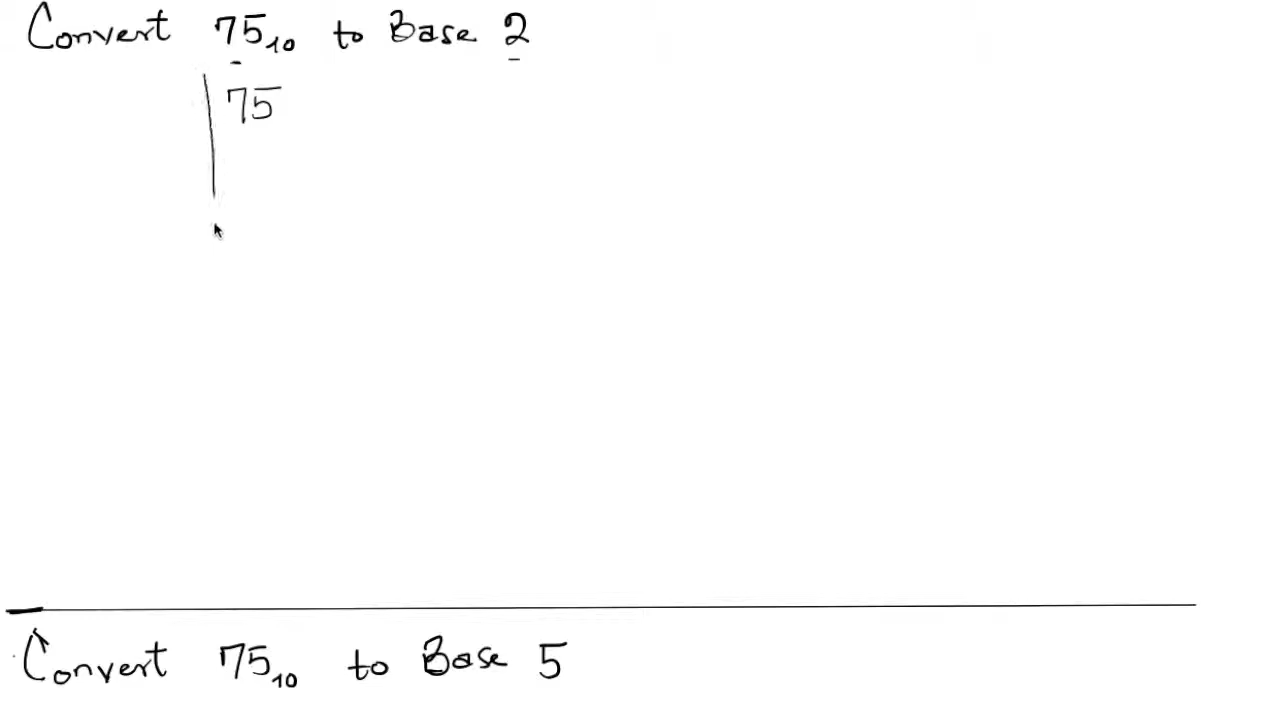 Convert 75₁₀ to Base 2
75
Convert 75₁₀ to Base 5